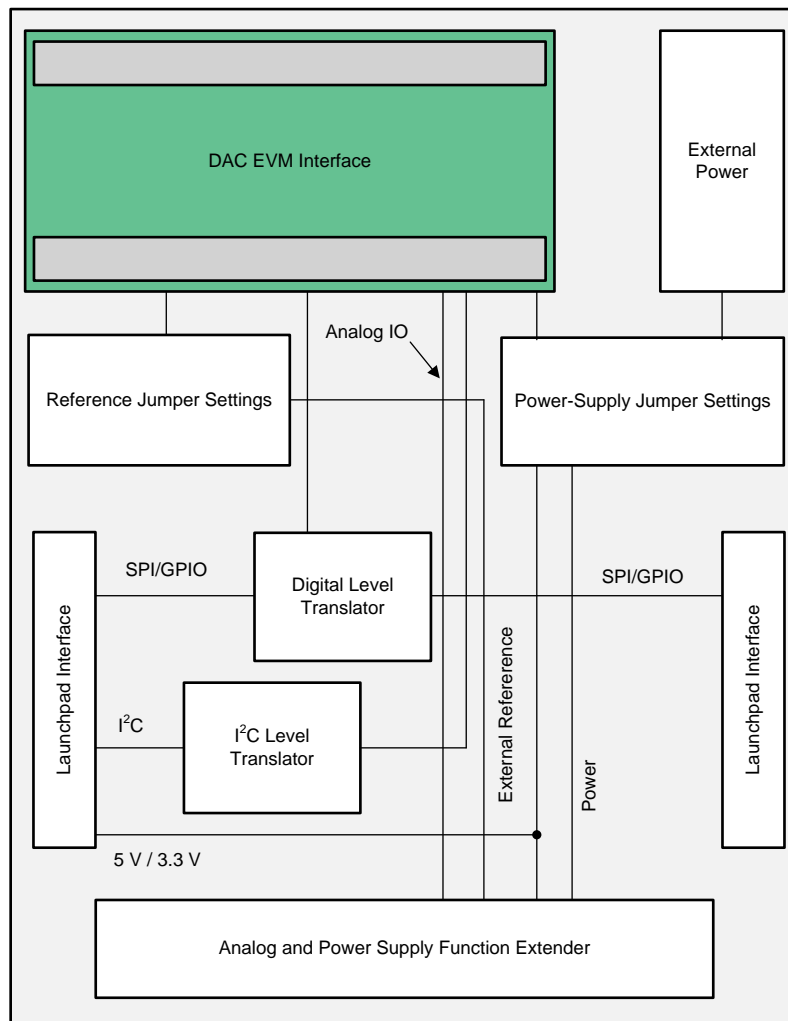 DAC EVM Interface
External
Power
Analog IO
Reference Jumper Settings
Power-Supply Jumper Settings
Launchpad Interface
SPI/GPIO
Digital Level
Translator
SPI/GPIO
Launchpad Interface
I²C
I²C Level
Translator
External Refererence
Power
5 V / 3.3 V
Analog and Power Supply Function Extender